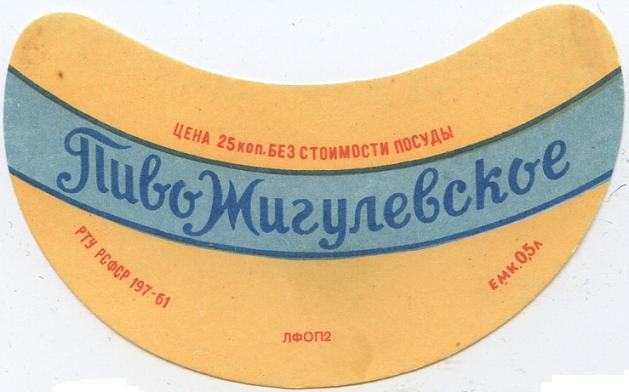 ЦЕНА 25 коп. БЕЗ СТОИМОСТИ ПОСУДЫ
Пиво Жигулевское
РТУ РСФСР 197-61
ЕМК. 0,5 л
ЛФОП2